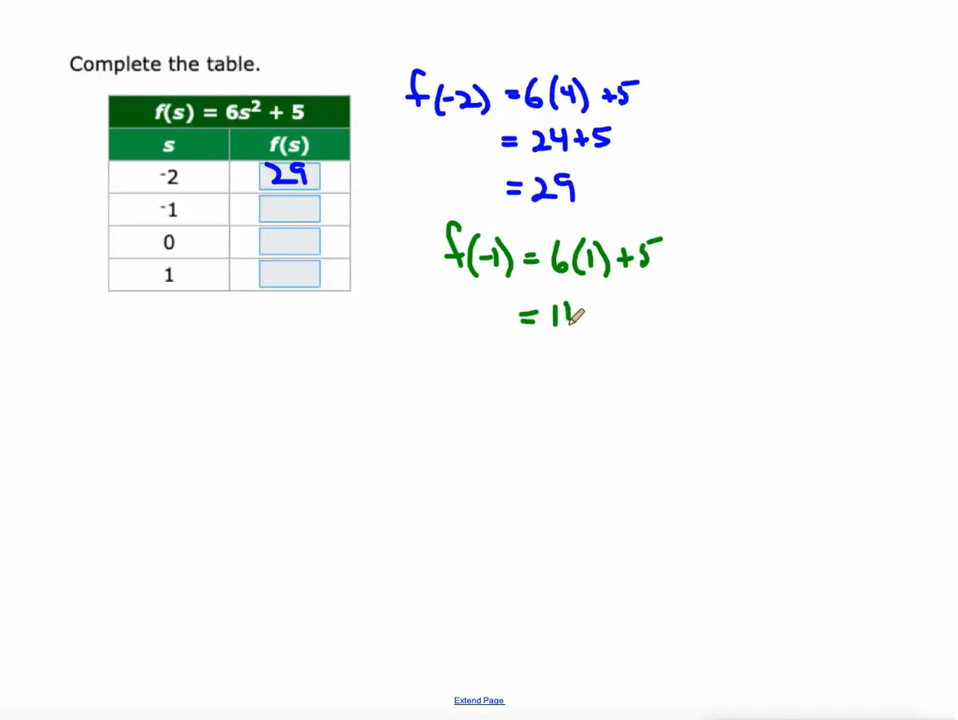 Complete the table.
f(s) = 6s² + 5
s f(s)
-2 29
-1
0
1
f(-2) = 6(4) + 5
= 24 + 5
= 29
f(-1) = 6(1) + 5
= 11
Extend Page